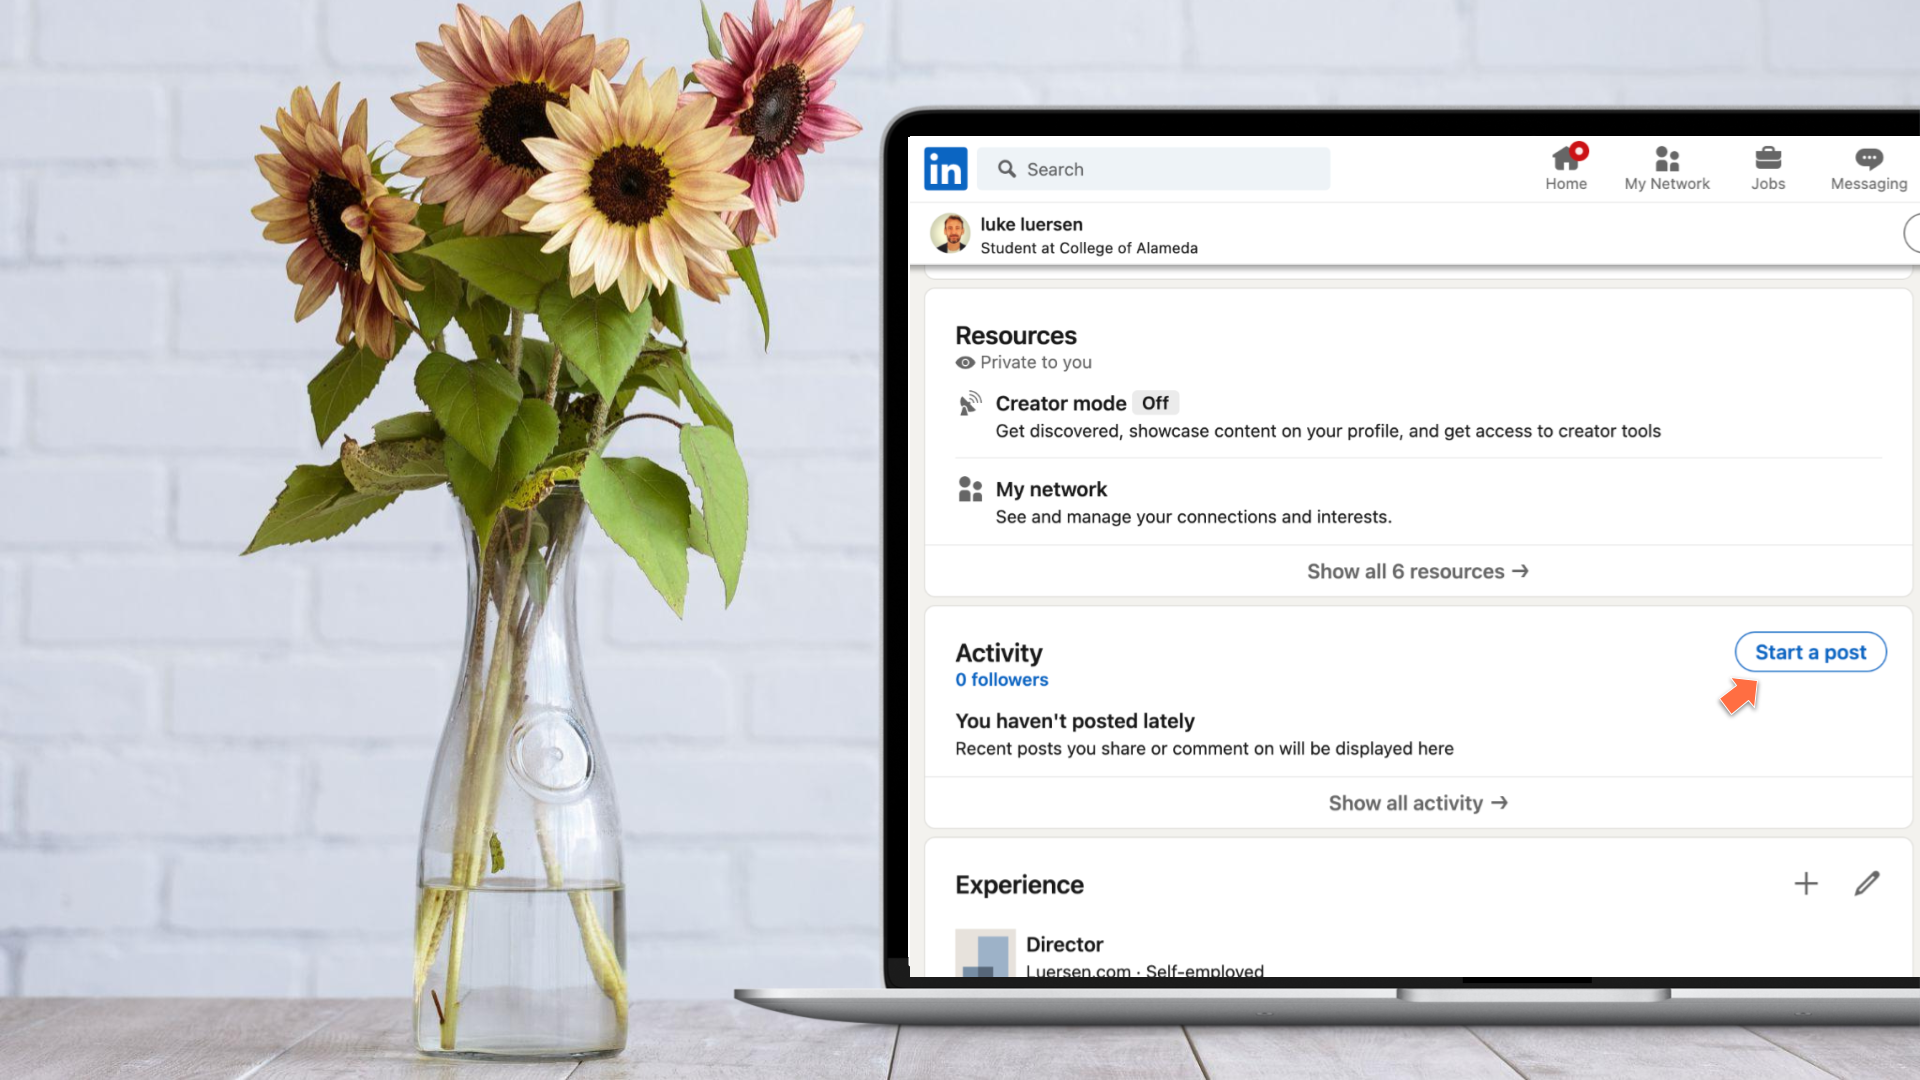 in
Search
Home
My Network
Jobs
Messaging
luke luersen
Student at College of Alameda
Resources
Private to you
Creator mode Off
Get discovered, showcase content on your profile, and get access to creator tools
My network
See and manage your connections and interests.
Show all 6 resources →
Activity
Start a post
0 followers
You haven't posted lately
Recent posts you share or comment on will be displayed here
Show all activity →
Experience
Director
Luersen.com · Self-employed